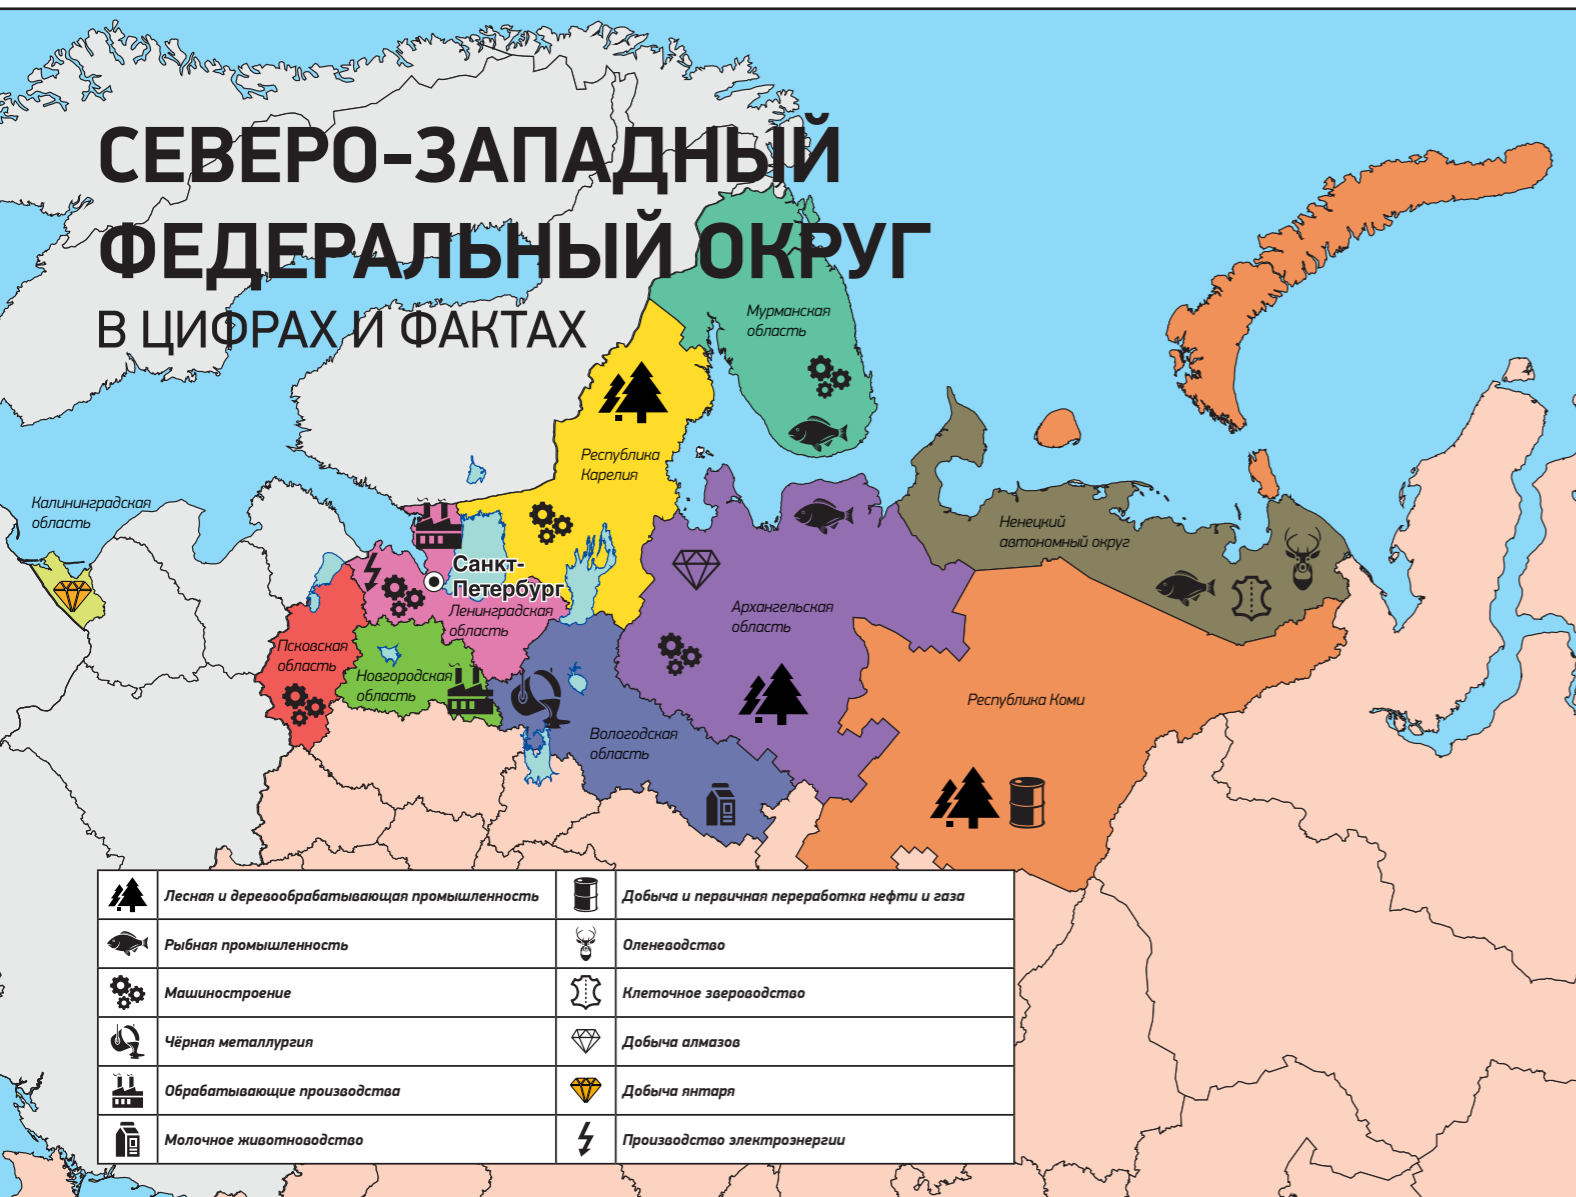 СЕВЕРО-ЗАПАДНЫЙ
ФЕДЕРАЛЬНЫЙ ОКРУГ
В ЦИФРАХ И ФАКТАХ
Мурманская
область
Республика
Карелия
Калининградская
область
Ненецкий
автономный округ
Санкт-
Петербург
Ленинградская
область
Архангельская
область
Псковская
область
Новгородская
область
Республика Коми
Вологодская
область
Лесная и деревообрабатывающая промышленность
Добыча и первичная переработка нефти и газа
Рыбная промышленность
Оленеводство
Машиностроение
Клеточное звероводство
Чёрная металлургия
Добыча алмазов
Обрабатывающие производства
Добыча янтаря
Молочное животноводство
Производство электроэнергии